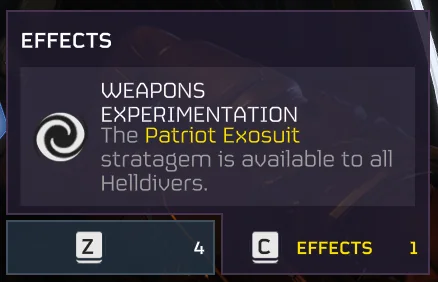 EFFECTS
WEAPONS
EXPERIMENTATION
The Patriot Exosuit
stratagem is available to all
Helldivers.
Z 4
C EFFECTS 1